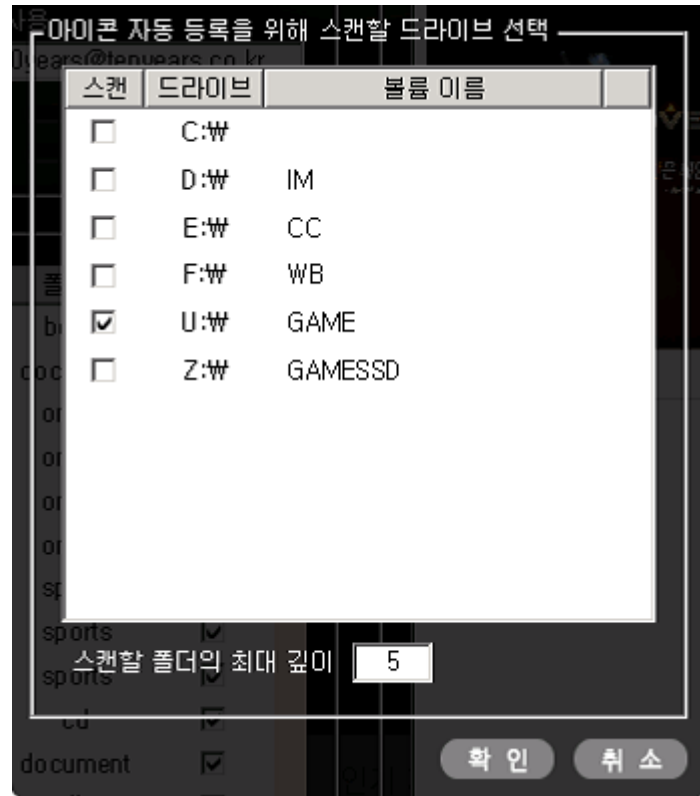 아이콘 자동 등록을 위해 스캔할 드라이브 선택
스캔 드라이브 볼륨 이름
C:₩
D:₩ IM
E:₩ CC
F:₩ WB
U:₩ GAME
Z:₩ GAMESSD
sports
스캔할 폴더의 최대 깊이 5
sports
cd
확 인 취 소
document